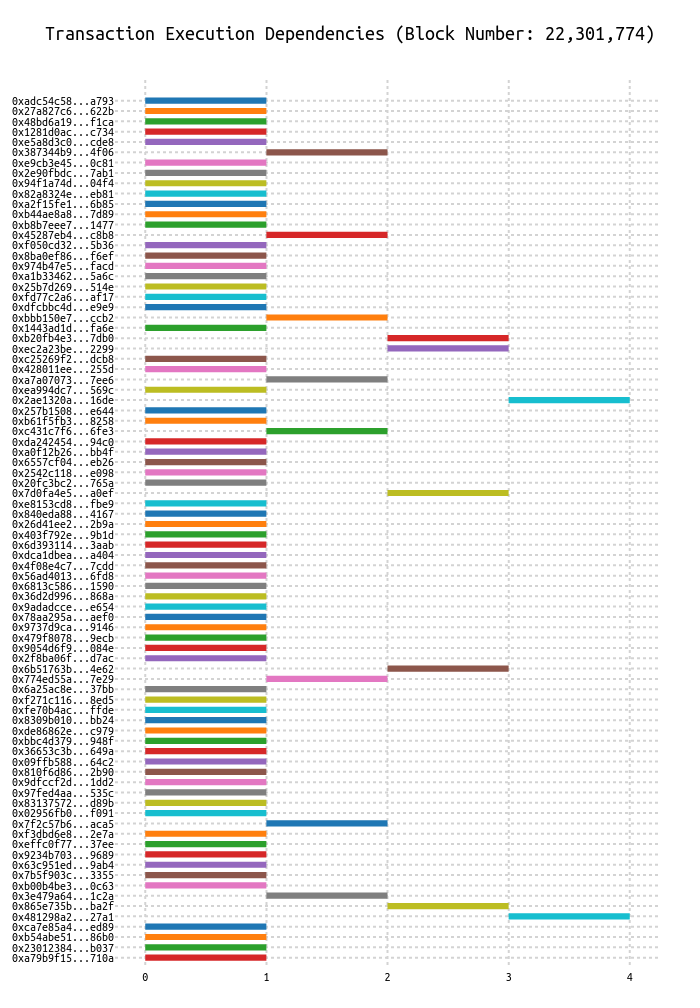 Transaction Execution Dependencies (Block Number: 22,301,774)
0xadc54c58...a793
0x27a827c6...622b
0x48bd6a19...f1ca
0x1281d0ac...c734
0xe5a8d3c0...cde8
0x387344b9...4f06
0xe9cb3e45...0c81
0x2e90fbdc...7ab1
0x94f1a74d...04f4
0x82a8324e...eb81
0xa2f15fe1...6b85
0xb44ae8a8...7d89
0xb8b7eee7...1477
0x45287eb4...c8b8
0xf050cd32...5b36
0x8ba0ef86...f6ef
0x974b47e5...facd
0xa1b33462...5a6c
0x25b7d269...514e
0xfd77c2a6...af17
0xdfcbbc4d...e9e9
0xbbb150e7...ccb2
0x1443ad1d...fa6e
0xb20fb4e3...7db0
0xec2a23be...2299
0xc25269f2...dcb8
0x428011ee...255d
0xa7a07073...7ee6
0xea994dc7...569c
0x2ae1320a...16de
0x257b1508...e644
0xb61f5fb3...8258
0xc431c7f6...6fe3
0xda242454...94c0
0xa0f12b26...bb4f
0x6557cf04...eb26
0x2542c118...e098
0x20fc3bc2...765a
0x7d0fa4e5...a0ef
0xe8153cd8...fbe9
0x840eda88...4167
0x26d41ee2...2b9a
0x403f792e...9b1d
0x6d393114...3aab
0xdca1dbea...a404
0x4f08e4c7...7cdd
0x56ad4013...6fd8
0x6813c586...1590
0x36d2d996...868a
0x9adadcce...e654
0x78aa295a...aef0
0x9737d9ca...9146
0x479f8078...9ecb
0x9054d6f9...084e
0x2f8ba06f...d7ac
0x6b51763b...4e62
0x774ed55a...7e29
0x6a25ac8e...37bb
0xf271c116...8ed5
0xfe70b4ac...ffde
0x8309b010...bb24
0xde86862e...c979
0xbbc4d379...948f
0x36653c3b...649a
0x09ffb588...64c2
0x810f6d86...2b90
0x9dfccf2d...1dd2
0x97fed4aa...535c
0x83137572...d89b
0x02956fb0...f091
0x7f2c57b6...aca5
0xf3dbd6e8...2e7a
0xeffc0f77...37ee
0x9234b703...9689
0x63c951ed...9ab4
0x7b5f903c...3355
0xb00b4be3...0c63
0x3e479a64...1c2a
0x865e735b...ba2f
0x481298a2...27a1
0xca7e85a4...ed89
0xb54abe51...86b0
0x23012384...b037
0xa79b9f15...710a
0 1 2 3 4